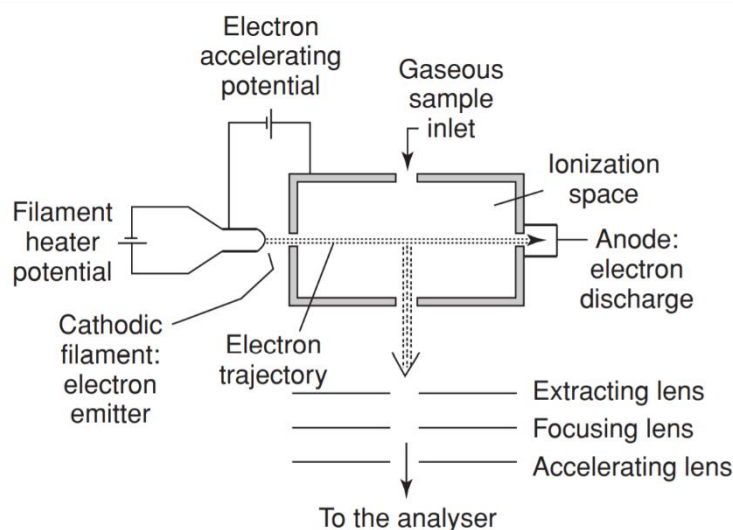 Electron
accelerating
potential
Gaseous
sample
inlet
Ionization
space
Filament
heater
potential
Anode:
electron
discharge
Cathodic
filament:
electron
emitter
Electron
trajectory
Extracting lens
Focusing lens
Accelerating lens
To the analyser